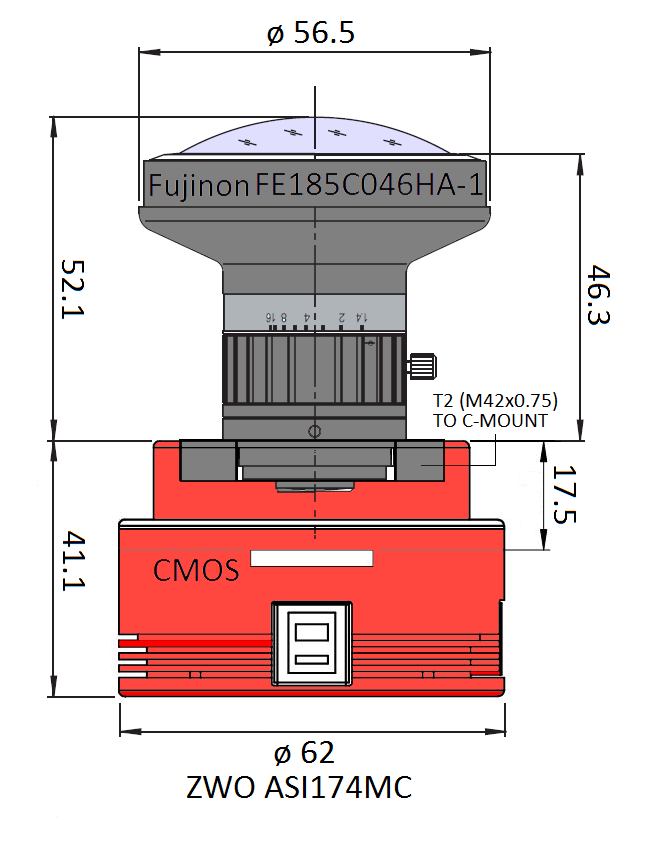 ø 56.5
Fujinon FE185C046HA-1
52.1
46.3
16 8 4 2 1.4
T2 (M42x0.75)
TO C-MOUNT
17.5
41.1
CMOS
ø 62
ZWO ASI174MC